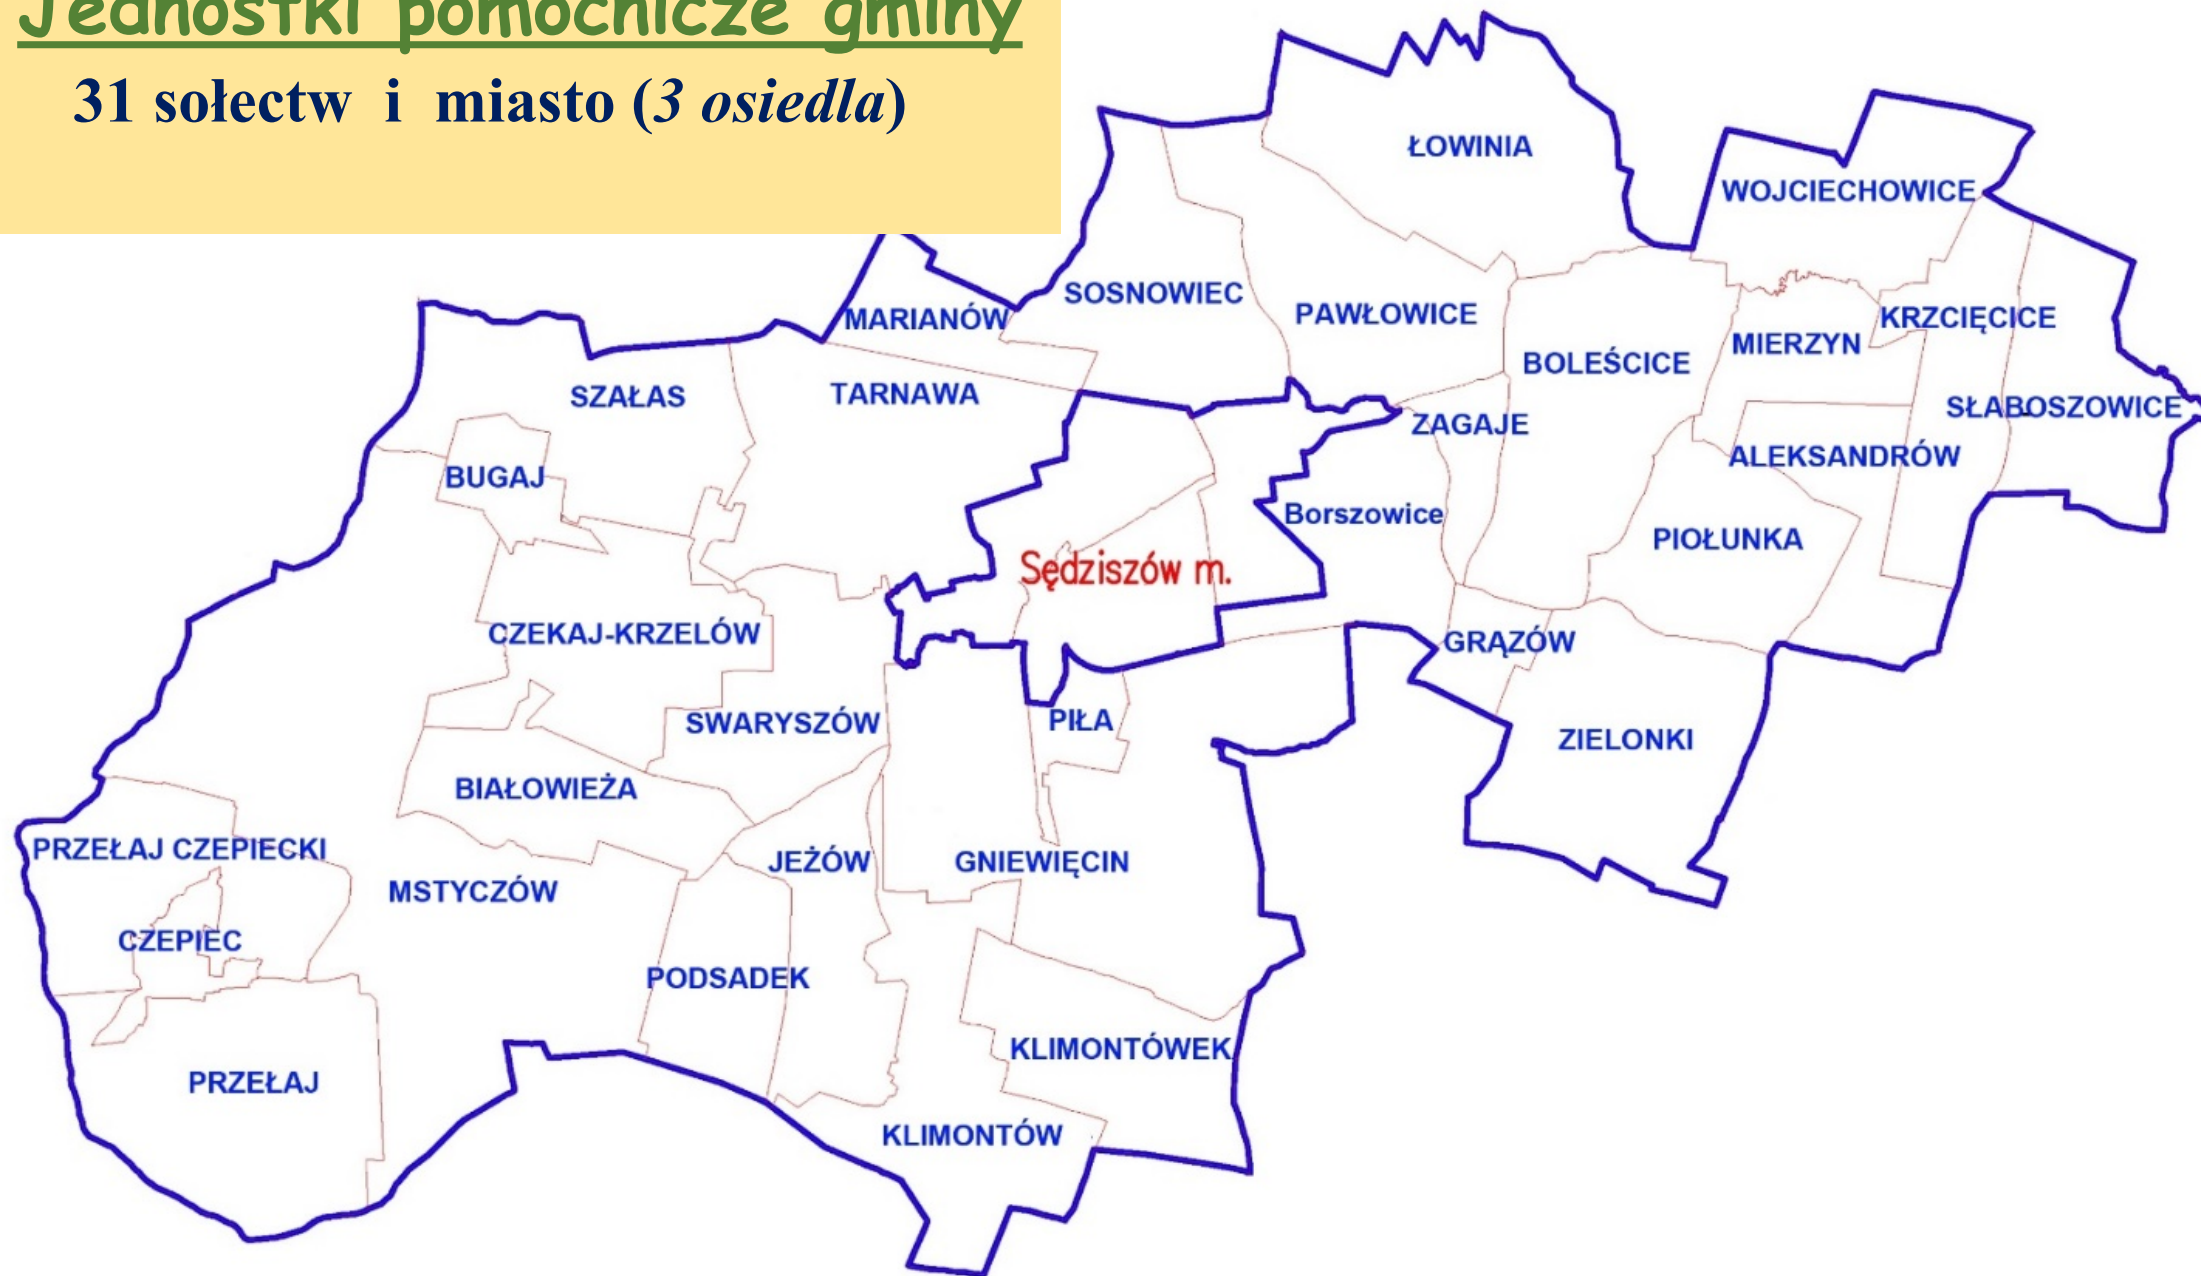 Jednostki pomocnicze gminy
31 sołectw i miasto (3 osiedla)
ŁOWINIA
WOJCIECHOWICE
SOSNOWIEC
MARIANÓW
PAWŁOWICE
KRZCIĘCICE
MIERZYN
BOLEŚCICE
SZAŁAS
TARNAWA
SŁABOSZOWICE
ZAGAJE
ALEKSANDRÓW
BUGAJ
Borszowice
PIOŁUNKA
Sędziszów m.
CZEKAJ-KRZELÓW
GRĄZÓW
SWARYSZÓW
PIŁA
ZIELONKI
BIAŁOWIEŻA
PRZEŁAJ CZEPIECKI
JEŻÓW
GNIEWIĘCIN
MSTYCZÓW
CZEPIEC
PODSADEK
KLIMONTÓWEK
PRZEŁAJ
KLIMONTÓW